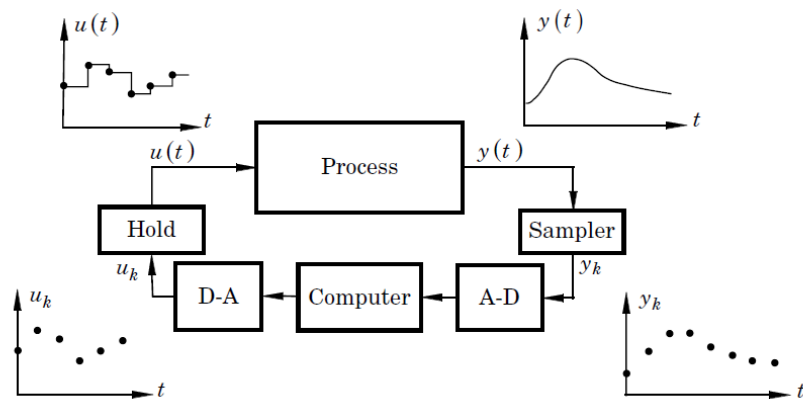 u(t)
y(t)
t
t
u(t)
Process
y(t)
Hold
Sampler
u_k
y_k
D-A
Computer
A-D
u_k
y_k
t
t